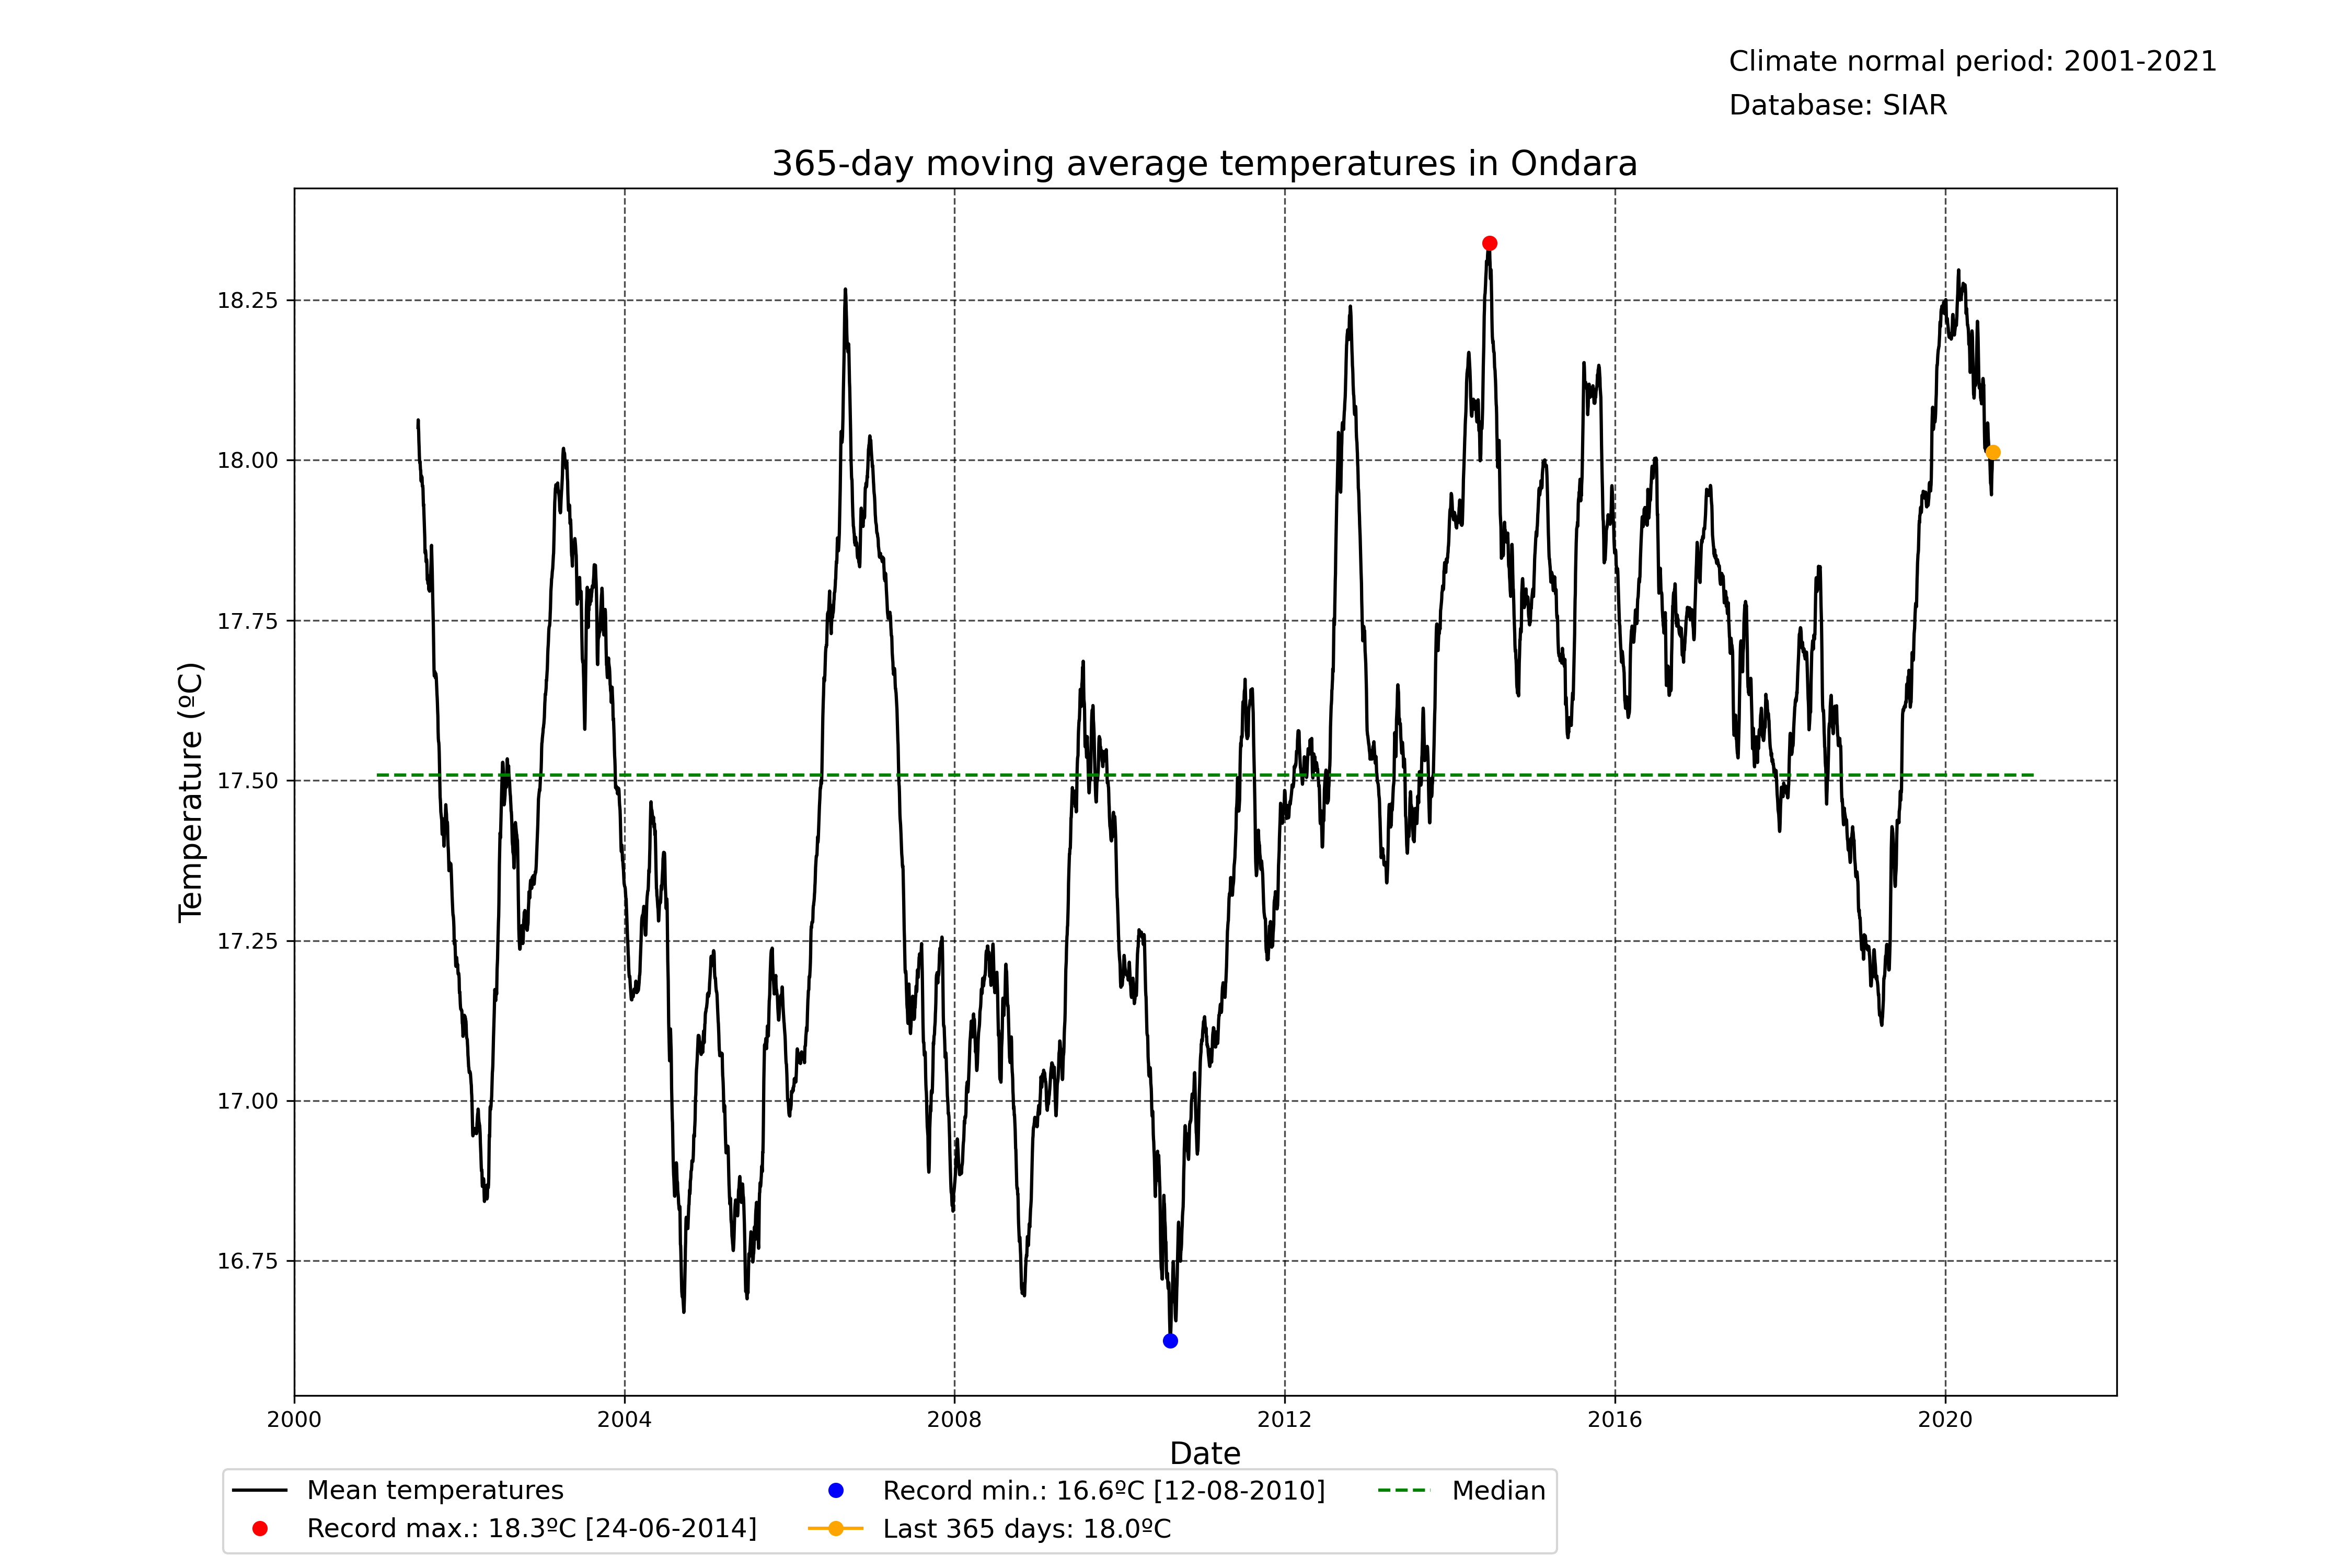 Climate normal period: 2001-2021
Database: SIAR
365-day moving average temperatures in Ondara
18.25
18.00
17.75
17.50
17.25
17.00
16.75
Temperature (ºC)
2000 2004 2008 2012 2016 2020
Date
Mean temperatures
Record max.: 18.3ºC [24-06-2014]
Record min.: 16.6ºC [12-08-2010]
Last 365 days: 18.0ºC
Median